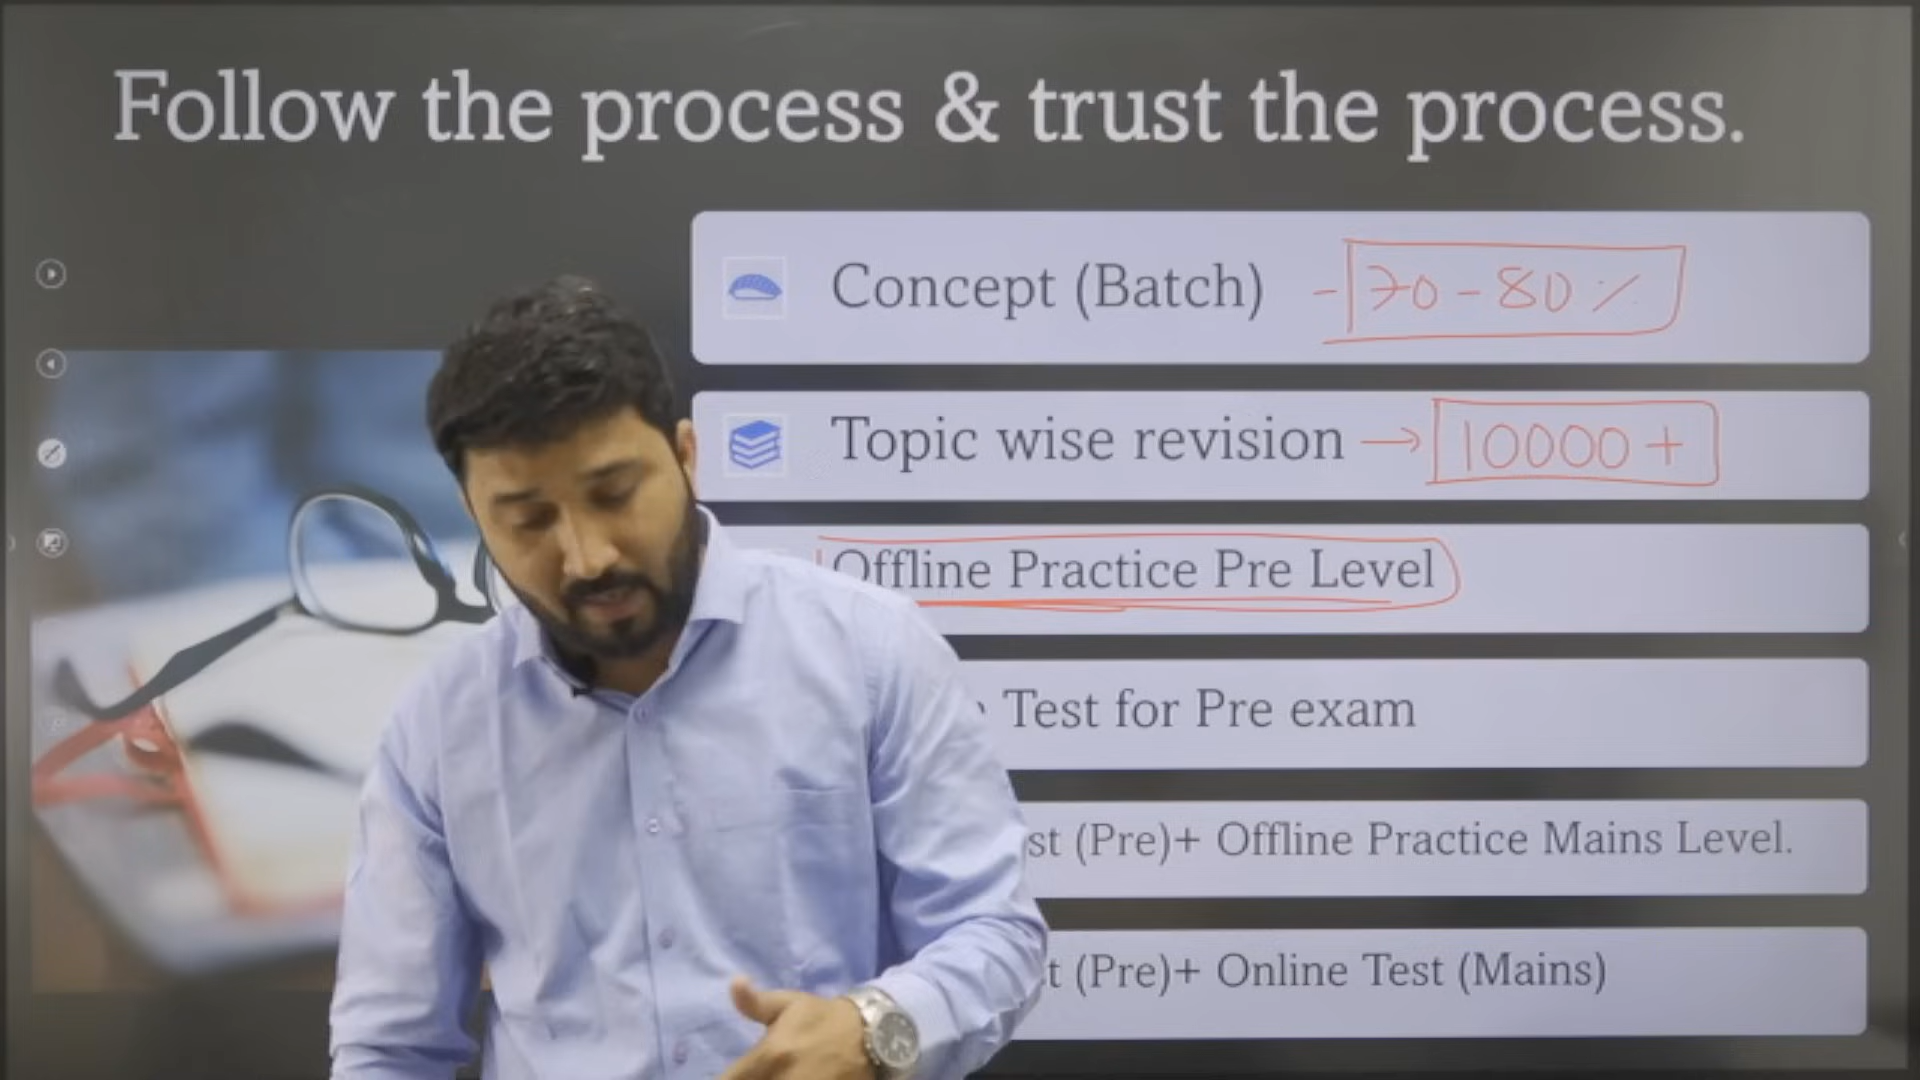 Follow the process & trust the process.
Concept (Batch) - 70 - 80 %
Topic wise revision → 10000 +
Offline Practice Pre Level
Test for Pre exam
(Pre)+ Offline Practice Mains Level.
(Pre)+ Online Test (Mains)